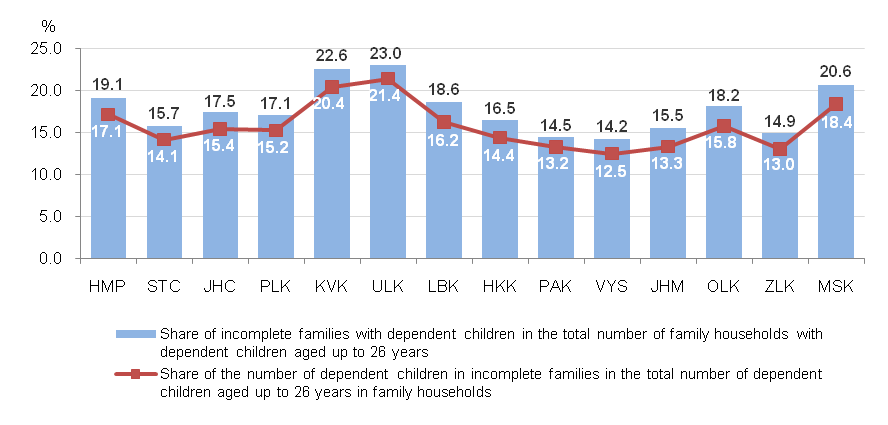 %
25.0
20.0
15.0
10.0
5.0
0.0
19.1 15.7 17.5 17.1 22.6 23.0 18.6 16.5 14.5 14.2 15.5 18.2 14.9 20.6
17.1 14.1 15.4 15.2 20.4 21.4 16.2 14.4 13.2 12.5 13.3 15.8 13.0 18.4
HMP STC JHC PLK KVK ULK LBK HKK PAK VYS JHM OLK ZLK MSK
Share of incomplete families with dependent children in the total number of family households with
dependent children aged up to 26 years
Share of the number of dependent children in incomplete families in the total number of dependent
children aged up to 26 years in family households